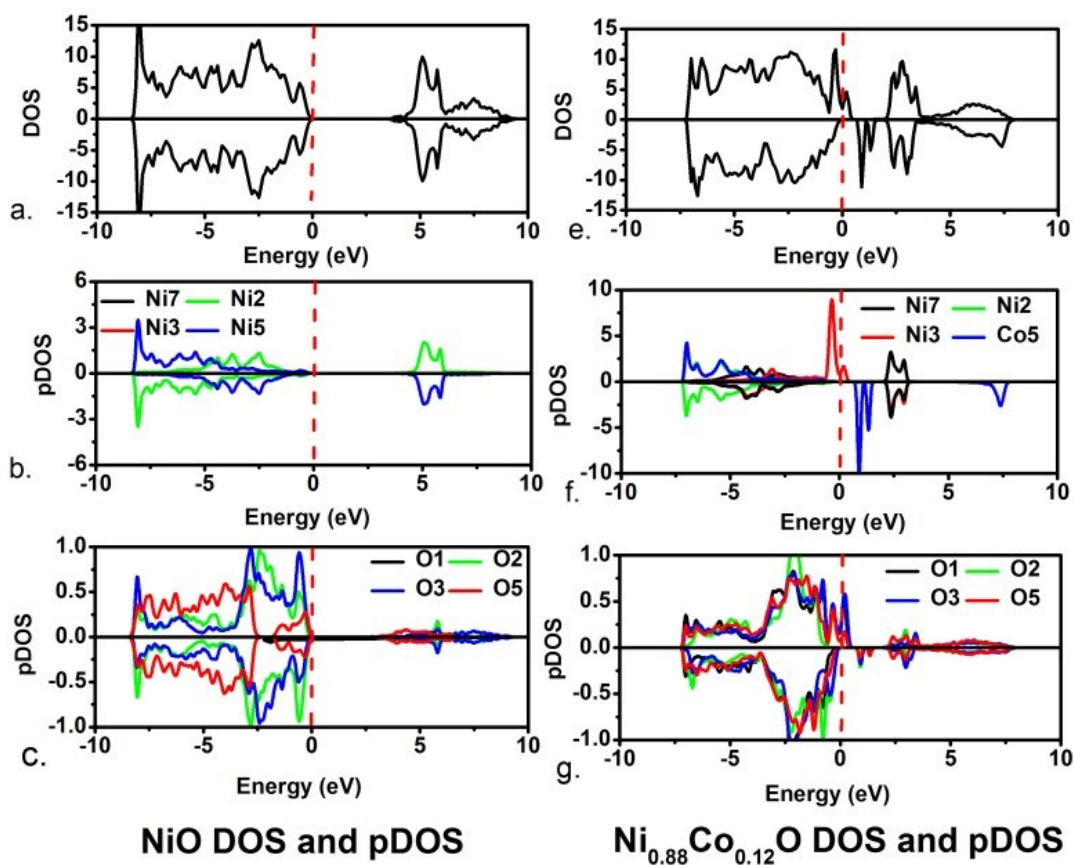 15
10
5
0
-5
-10
-15
DOS
-10 -5 0 5 10
Energy (eV)
a.
6
3
0
-3
-6
pDOS
Ni7 Ni2
Ni3 Ni5
-10 -5 0 5 10
Energy (eV)
b.
1.0
0.5
0.0
-0.5
-1.0
pDOS
O1 O2
O3 O5
-10 -5 0 5 10
Energy (eV)
c.
NiO DOS and pDOS
15
10
5
0
-5
-10
-15
DOS
-10 -5 0 5 10
Energy (eV)
e.
10
5
0
-5
-10
pDOS
Ni7 Ni2
Ni3 Co5
-10 -5 0 5 10
Energy (eV)
f.
1.0
0.5
0.0
-0.5
-1.0
pDOS
O1 O2
O3 O5
-10 -5 0 5 10
Energy (eV)
g.
Ni0.88Co0.12O DOS and pDOS